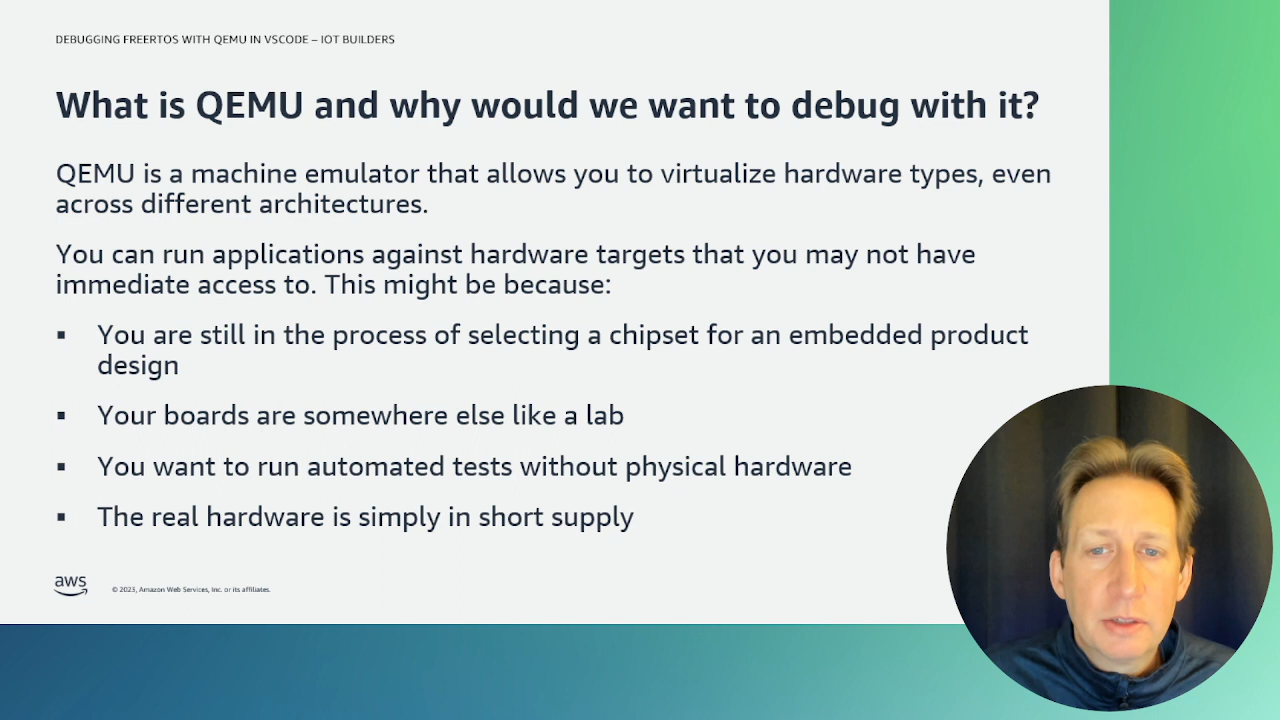 DEBUGGING FREERTOS WITH QEMU IN VSCODE – IOT BUILDERS
What is QEMU and why would we want to debug with it?
QEMU is a machine emulator that allows you to virtualize hardware types, even
across different architectures.
You can run applications against hardware targets that you may not have
immediate access to. This might be because:
▪ You are still in the process of selecting a chipset for an embedded product
design
▪ Your boards are somewhere else like a lab
▪ You want to run automated tests without physical hardware
▪ The real hardware is simply in short supply
aws
© 2023, Amazon Web Services, Inc. or its affiliates.